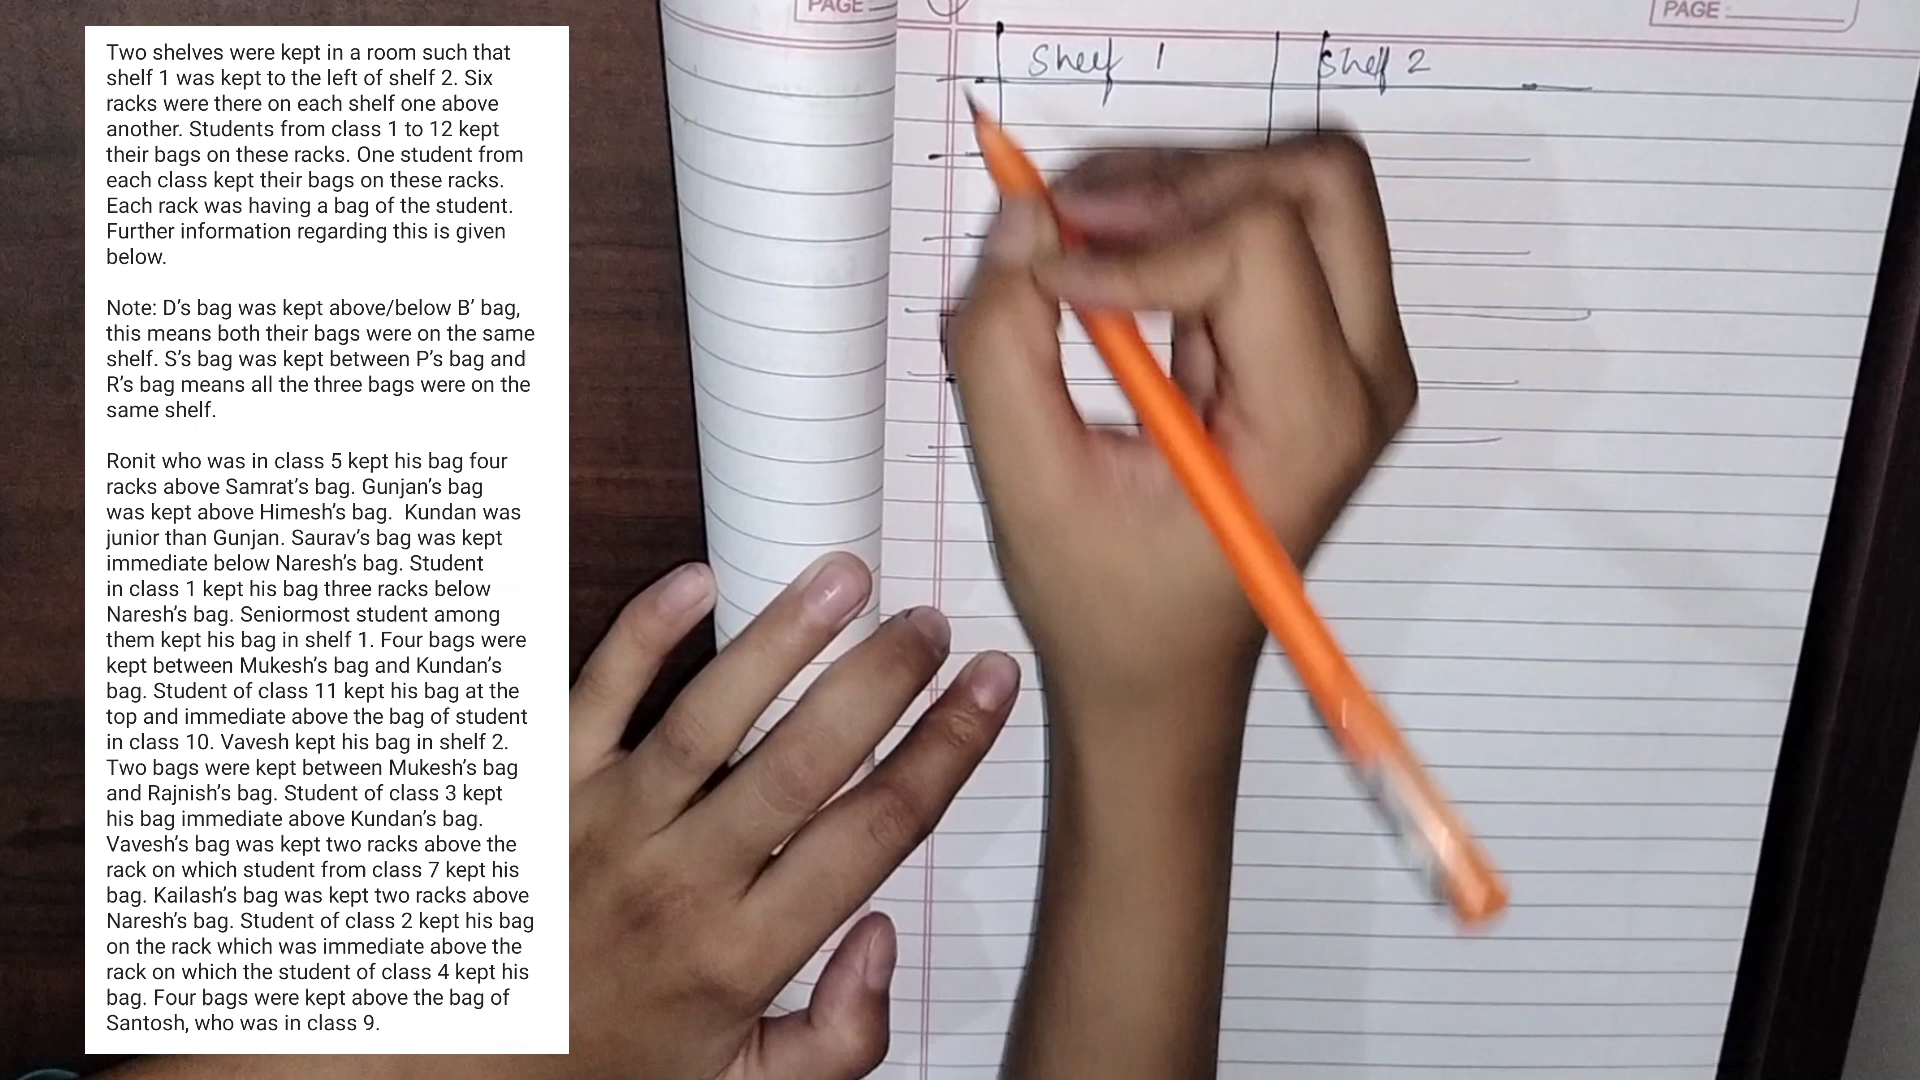 Two shelves were kept in a room such that
shelf 1 was kept to the left of shelf 2. Six
racks were there on each shelf one above
another. Students from class 1 to 12 kept
their bags on these racks. One student from
each class kept their bags on these racks.
Each rack was having a bag of the student.
Further information regarding this is given
below.
Note: D’s bag was kept above/below B’ bag,
this means both their bags were on the same
shelf. S’s bag was kept between P’s bag and
R’s bag means all the three bags were on the
same shelf.
Ronit who was in class 5 kept his bag four
racks above Samrat’s bag. Gunjan’s bag
was kept above Himesh’s bag.  Kundan was
junior than Gunjan. Saurav’s bag was kept
immediate below Naresh’s bag. Student
in class 1 kept his bag three racks below
Naresh’s bag. Seniormost student among
them kept his bag in shelf 1. Four bags were
kept between Mukesh’s bag and Kundan’s
bag. Student of class 11 kept his bag at the
top and immediate above the bag of student
in class 10. Vavesh kept his bag in shelf 2.
Two bags were kept between Mukesh’s bag
and Rajnish’s bag. Student of class 3 kept
his bag immediate above Kundan’s bag.
Vavesh’s bag was kept two racks above the
rack on which student from class 7 kept his
bag. Kailash’s bag was kept two racks above
Naresh’s bag. Student of class 2 kept his bag
on the rack which was immediate above the
rack on which the student of class 4 kept his
bag. Four bags were kept above the bag of
Santosh, who was in class 9.
PAGE
PAGE
Shelf 1
Shelf 2